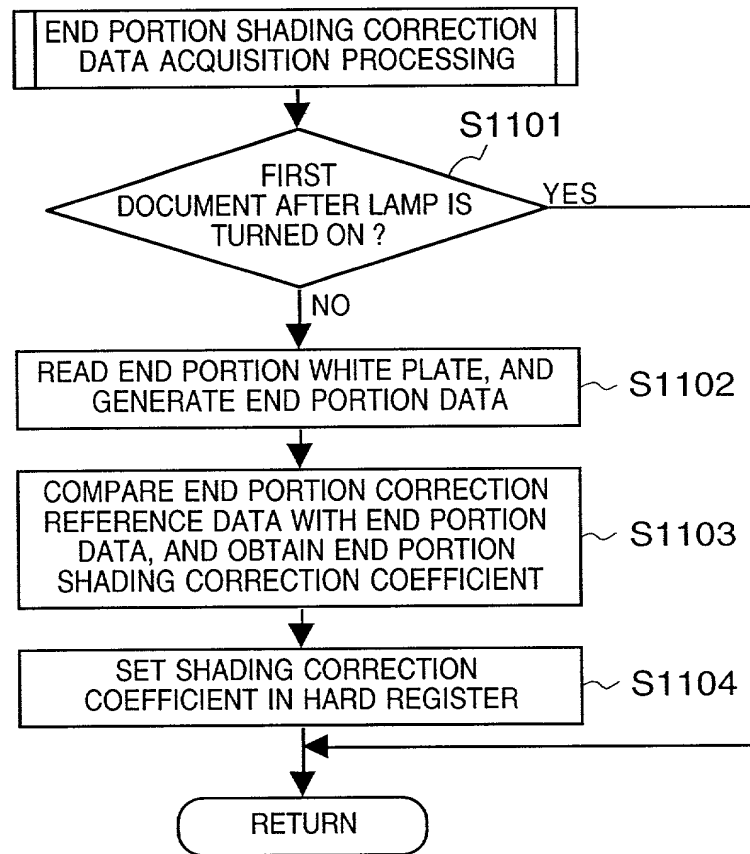 END PORTION SHADING CORRECTION
DATA ACQUISITION PROCESSING
S1101
FIRST
DOCUMENT AFTER LAMP IS
TURNED ON ?
YES
NO
READ END PORTION WHITE PLATE, AND
GENERATE END PORTION DATA
S1102
COMPARE END PORTION CORRECTION
REFERENCE DATA WITH END PORTION
DATA, AND OBTAIN END PORTION
SHADING CORRECTION COEFFICIENT
S1103
SET SHADING CORRECTION
COEFFICIENT IN HARD REGISTER
S1104
RETURN